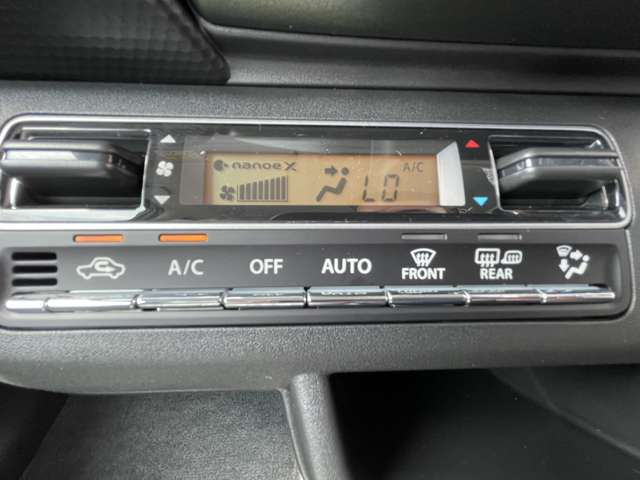 nanoe X A/C
LO
A/C OFF AUTO FRONT REAR